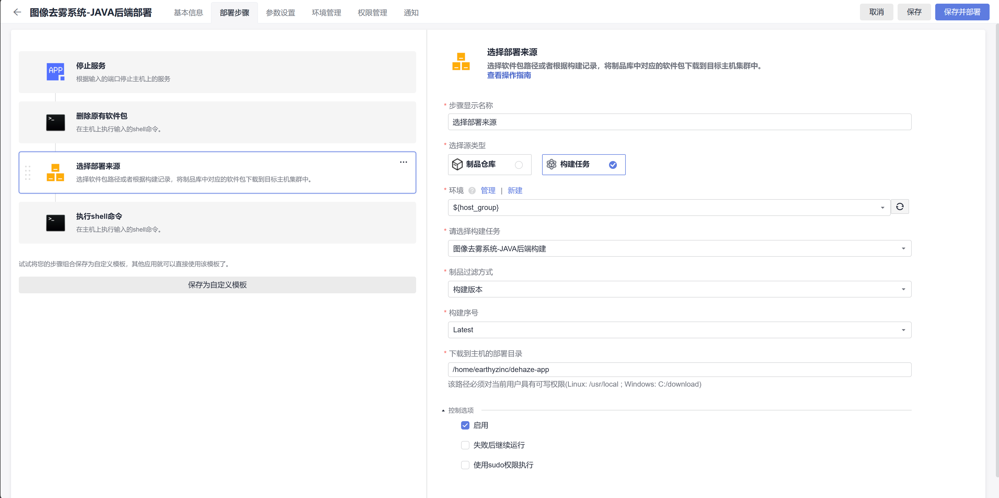 图像去雾系统-JAVA后端部署
基本信息
部署步骤
参数设置
环境管理
权限管理
通知
取消
保存
保存并部署
APP
停止服务
根据输入的端口停止主机上的服务
>_
删除原有软件包
在主机上执行输入的shell命令。
选择部署来源
选择软件包路径或者根据构建记录，将制品库中对应的软件包下载到目标主机集群中。
>_
执行shell命令
在主机上执行输入的shell命令。
试试将您的步骤组合保存为自定义模板，其他应用就可以直接使用该模板了。
保存为自定义模板
选择部署来源
选择软件包路径或者根据构建记录，将制品库中对应的软件包下载到目标主机集群中。
查看操作指南
* 步骤显示名称
选择部署来源
* 选择源类型
制品仓库
构建任务
* 环境 ? 管理 | 新建
${host_group}
* 请选择构建任务
图像去雾系统-JAVA后端构建
* 制品过滤方式
构建版本
* 构建序号
Latest
* 下载到主机的部署目录
/home/earthyzinc/dehaze-app
该路径必须对当前用户具有可写权限(Linux: /usr/local ; Windows: C:/download)
控制选项
启用
失败后继续运行
使用sudo权限执行